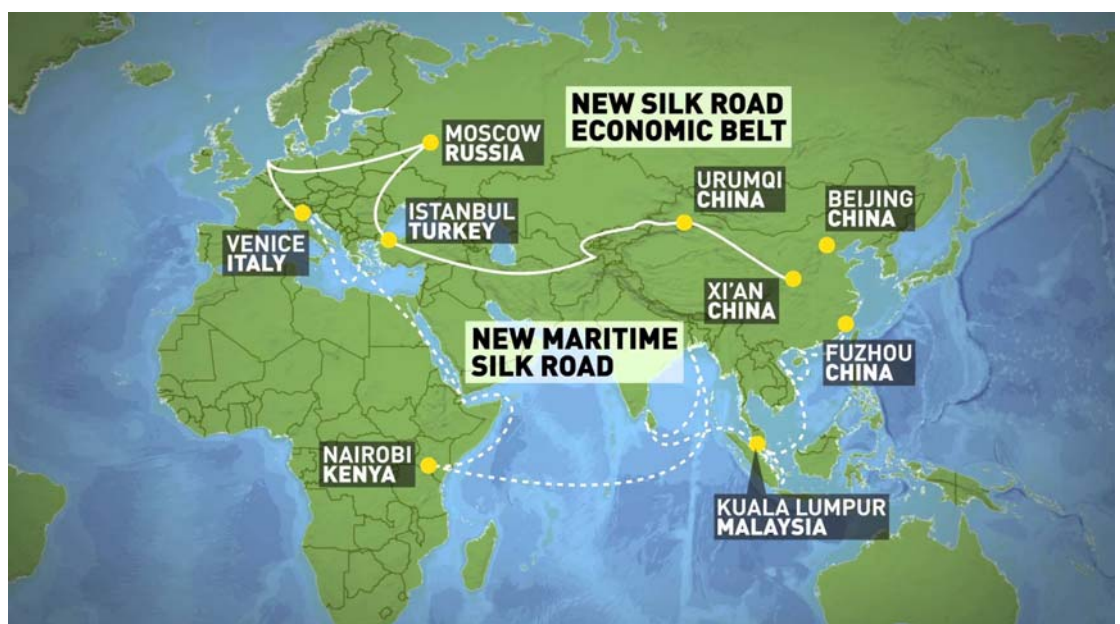 NEW SILK ROAD
ECONOMIC BELT
MOSCOW
RUSSIA
URUMQI
CHINA
BEIJING
CHINA
ISTANBUL
TURKEY
VENICE
ITALY
XI'AN
CHINA
NEW MARITIME
SILK ROAD
FUZHOU
CHINA
NAIROBI
KENYA
KUALA LUMPUR
MALAYSIA